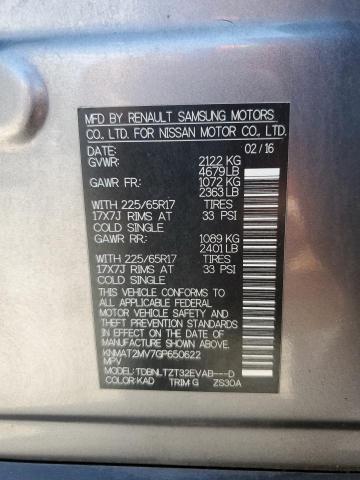 MFD BY RENAULT SAMSUNG MOTORS
CO., LTD. FOR NISSAN MOTOR CO., LTD.
DATE: 02/16
GVWR: 2122 KG
4679 LB
GAWR FR: 1072 KG
2363 LB
WITH 225/65R17 TIRES
17X7J RIMS AT 33 PSI
COLD SINGLE
GAWR RR: 1089 KG
2401 LB
WITH 225/65R17 TIRES
17X7J RIMS AT 33 PSI
COLD SINGLE
THIS VEHICLE CONFORMS TO ALL
APPLICABLE FEDERAL MOTOR
VEHICLE SAFETY STANDARDS
IN EFFECT ON THE DATE OF
MANUFACTURE SHOWN ABOVE.
KNMAT2MV7GP650622
MPV
MODEL: TDBNLTZT32EVAB---D
COLOR: KAD TRIM: G ZS30A